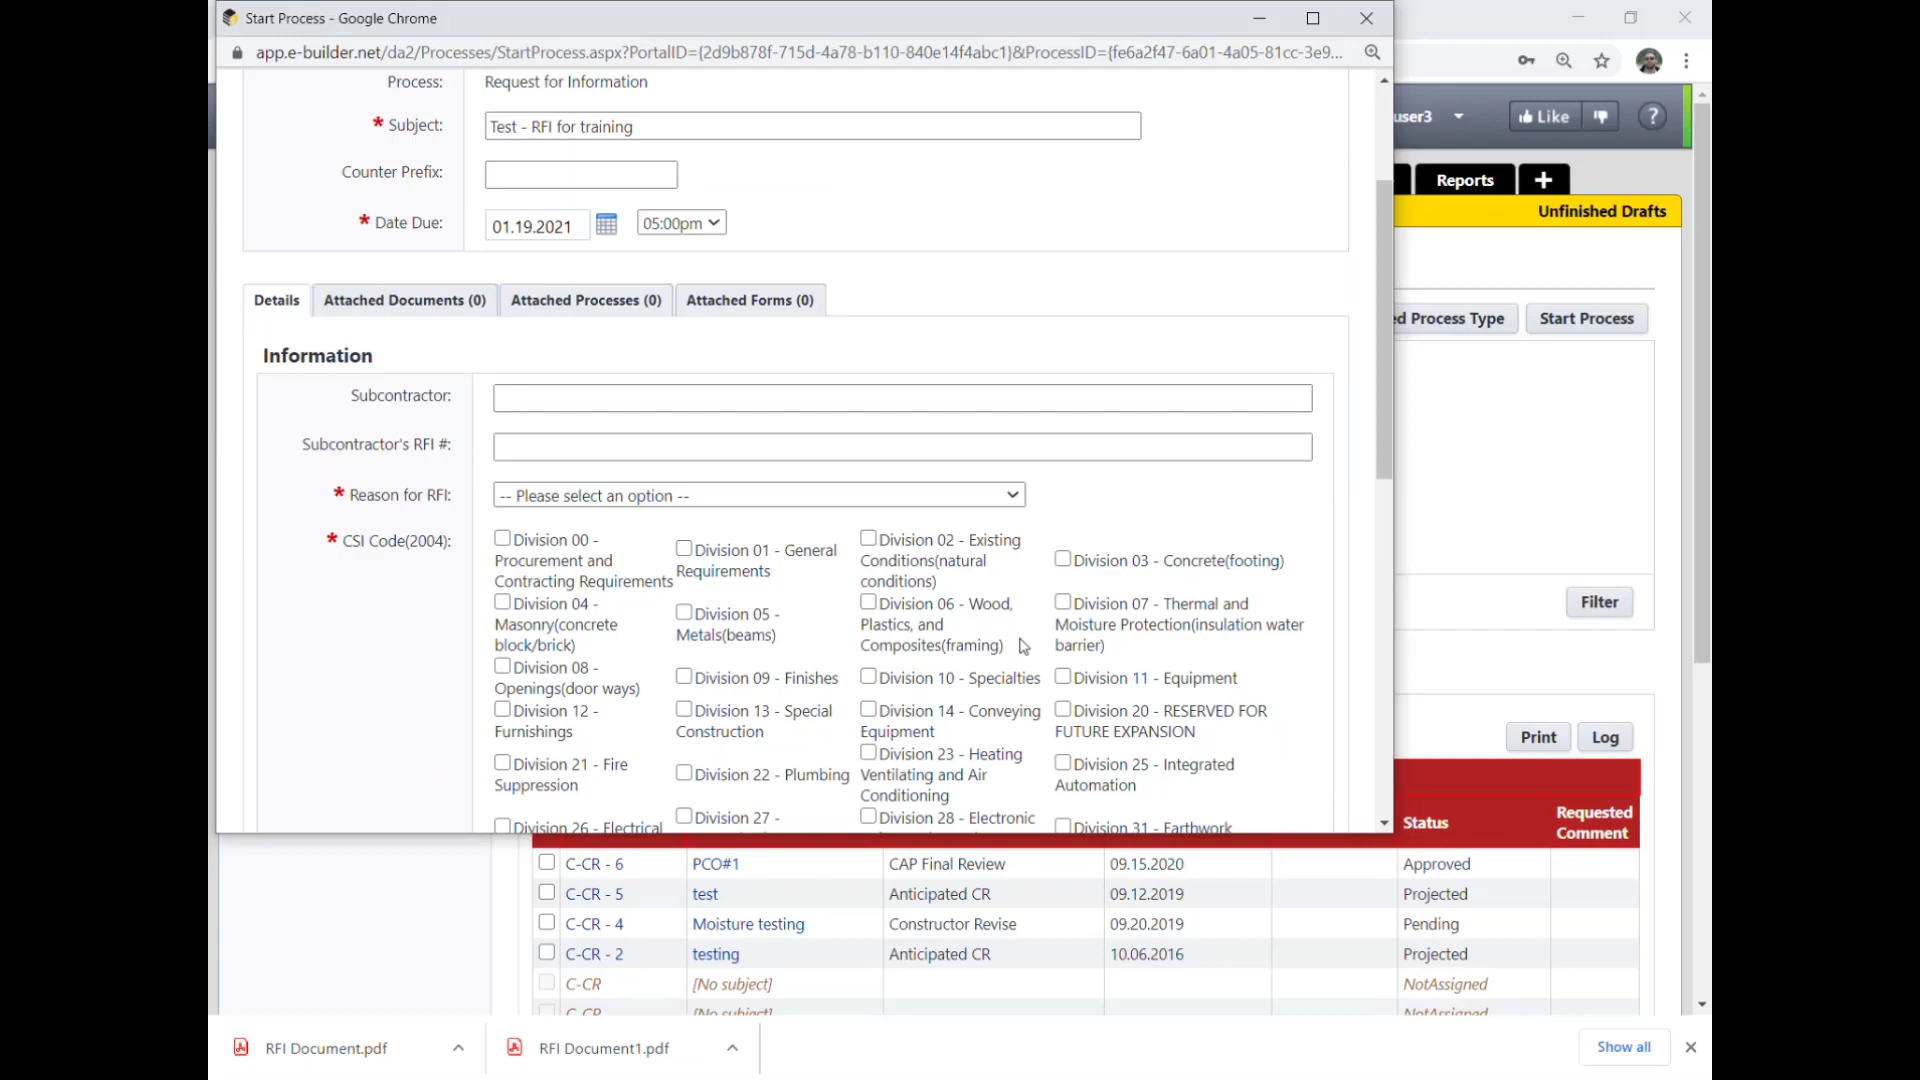 Start Process - Google Chrome
app.e-builder.net/da2/Processes/StartProcess.aspx?PortalID={2d9b878f-715d-4a78-b110-840e14f4abc1}&ProcessID={fe6a2f47-6a01-4a05-81cc-3e9...
Process: Request for Information
* Subject: Test - RFI for training
Counter Prefix:
* Date Due: 01.19.2021 05:00pm
user3 Like ?
Reports +
Unfinished Drafts
Details Attached Documents (0) Attached Processes (0) Attached Forms (0)
ed Process Type Start Process
Information
Subcontractor:
Subcontractor's RFI #:
* Reason for RFI: -- Please select an option --
* CSI Code(2004):
Division 00 -
Procurement and
Contracting Requirements
Division 01 - General
Requirements
Division 02 - Existing
Conditions(natural
conditions)
Division 03 - Concrete(footing)
Division 04 -
Masonry(concrete
block/brick)
Division 05 -
Metals(beams)
Division 06 - Wood,
Plastics, and
Composites(framing)
Division 07 - Thermal and
Moisture Protection(insulation water
barrier)
Division 08 -
Openings(door ways)
Division 09 - Finishes
Division 10 - Specialties
Division 11 - Equipment
Division 12 -
Furnishings
Division 13 - Special
Construction
Division 14 - Conveying
Equipment
Division 20 - RESERVED FOR
FUTURE EXPANSION
Division 21 - Fire
Suppression
Division 22 - Plumbing
Division 23 - Heating
Ventilating and Air
Conditioning
Division 25 - Integrated
Automation
Division 26 - Electrical
Division 27 -
Division 28 - Electronic
Division 31 - Earthwork
Filter
Print Log
Status
Requested
Comment
C-CR - 6 PCO#1 CAP Final Review 09.15.2020 Approved
C-CR - 5 test Anticipated CR 09.12.2019 Projected
C-CR - 4 Moisture testing Constructor Revise 09.20.2019 Pending
C-CR - 2 testing Anticipated CR 10.06.2016 Projected
C-CR [No subject] NotAssigned
C-CR [No subject] NotAssigned
RFI Document.pdf RFI Document1.pdf Show all